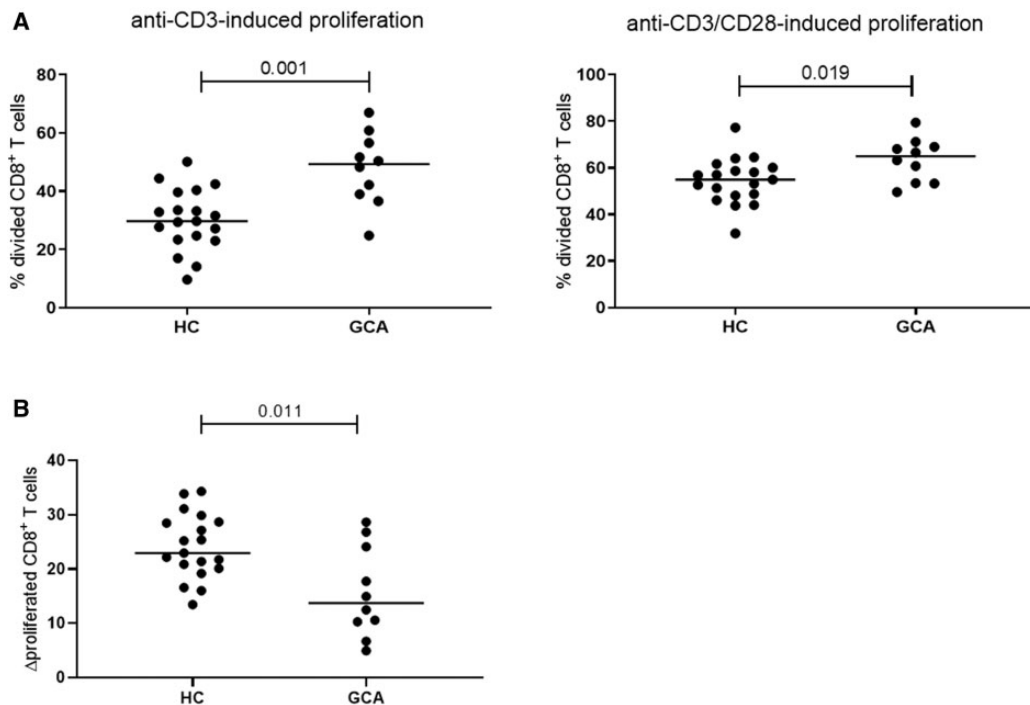 A
anti-CD3-induced proliferation
0.001
% divided CD8⁺ T cells
80
60
40
20
0
HC
GCA
anti-CD3/CD28-induced proliferation
0.019
% divided CD8⁺ T cells
100
80
60
40
20
0
HC
GCA
B
0.011
Δproliferated CD8⁺ T cells
40
30
20
10
0
HC
GCA